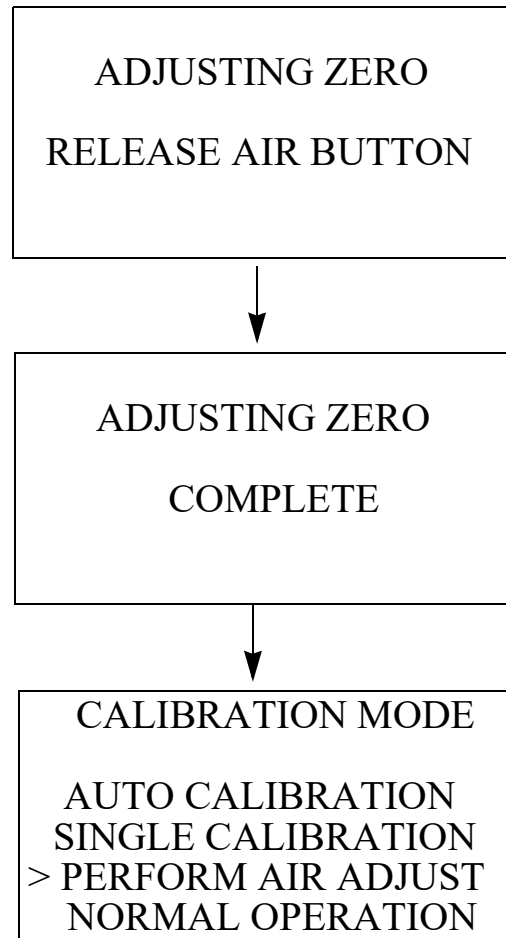 ADJUSTING ZERO
RELEASE AIR BUTTON
ADJUSTING ZERO
COMPLETE
CALIBRATION MODE
AUTO CALIBRATION
SINGLE CALIBRATION
> PERFORM AIR ADJUST
NORMAL OPERATION